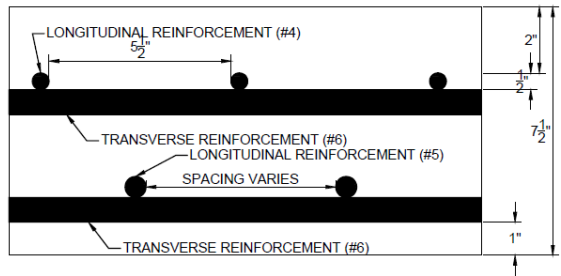 LONGITUDINAL REINFORCEMENT (#4)
5 1/2"
2"
1/2"
7 1/2"
TRANSVERSE REINFORCEMENT (#6)
LONGITUDINAL REINFORCEMENT (#5)
SPACING VARIES
1"
TRANSVERSE REINFORCEMENT (#6)